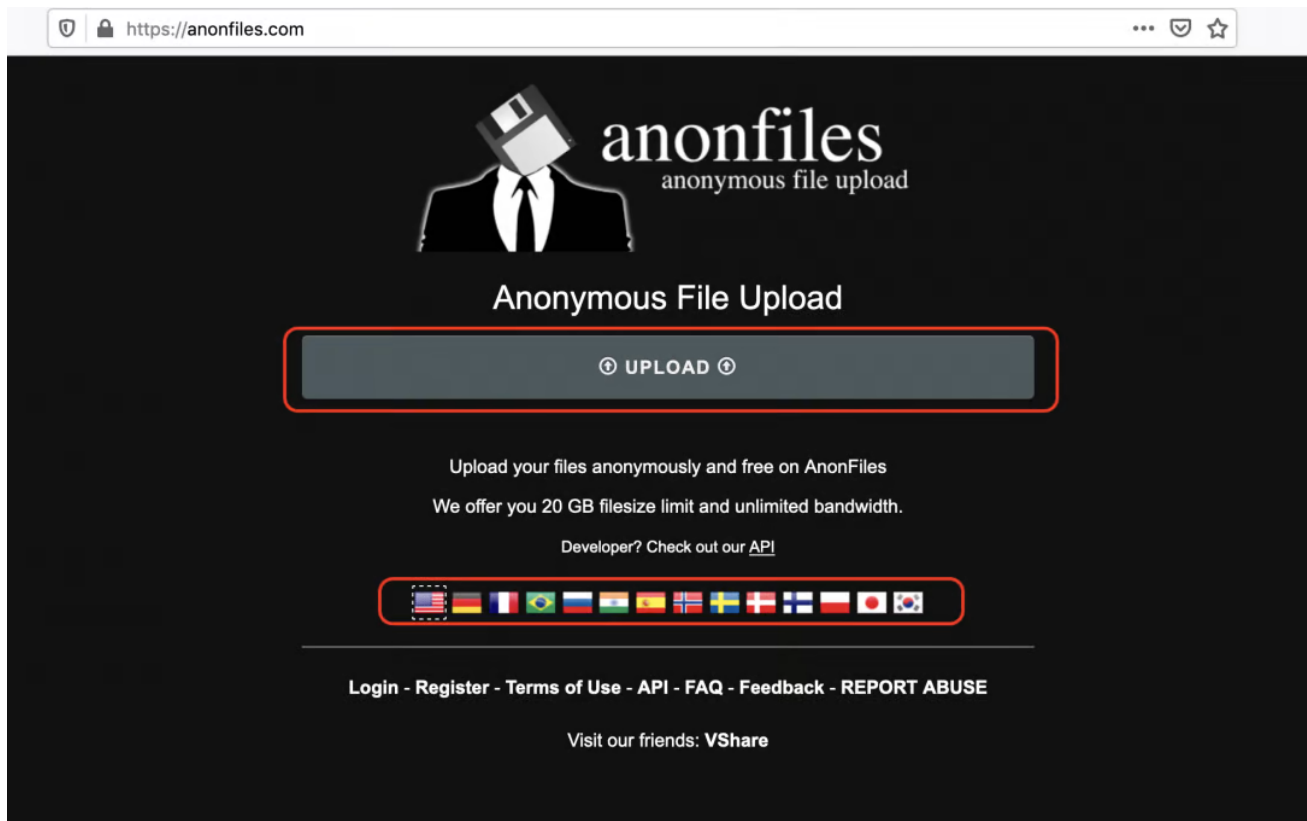 https://anonfiles.com
anonfiles
anonymous file upload
Anonymous File Upload
UPLOAD
Upload your files anonymously and free on AnonFiles
We offer you 20 GB filesize limit and unlimited bandwidth.
Developer? Check out our API
Login - Register - Terms of Use - API - FAQ - Feedback - REPORT ABUSE
Visit our friends: VShare